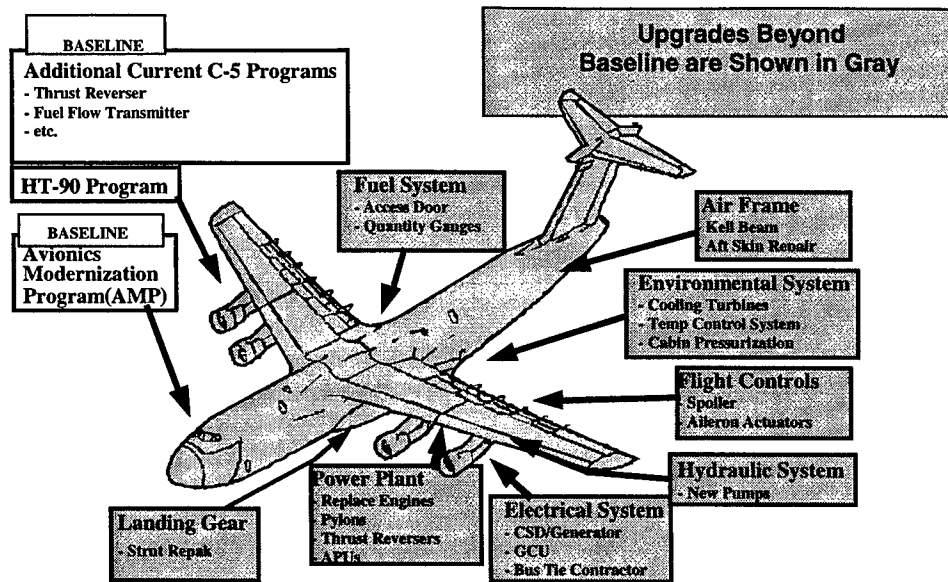 BASELINE
Additional Current C-5 Programs
- Thrust Reverser
- Fuel Flow Transmitter
- etc.
HT-90 Program
BASELINE
Avionics
Modernization
Program(AMP)
Upgrades Beyond
Baseline are Shown in Gray
Fuel System
- Access Door
- Quantity Gauges
Air Frame
- Kell Beam
- Aft Skin Repair
Environmental System
- Cooling Turbines
- Temp Control System
- Cabin Pressurization
Flight Controls
- Spoiler
- Aileron Actuators
Hydraulic System
- New Pumps
Power Plant
- Replace Engines
- Pylons
- Thrust Reversers
- APUs
Electrical System
- CSD/Generator
- GCU
- Bus Tie Contractor
Landing Gear
- Strut Repak